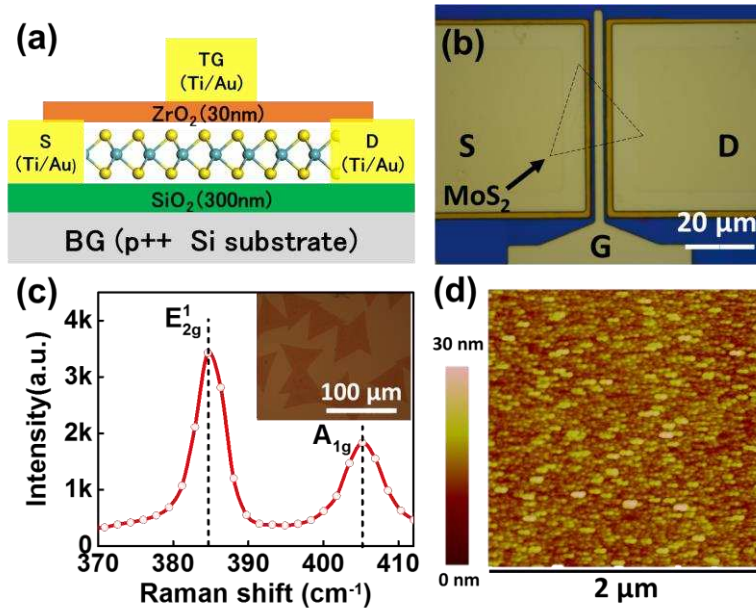 (a)
TG
(Ti/Au)
ZrO₂(30nm)
S
(Ti/Au)
D
(Ti/Au)
SiO₂(300nm)
BG (p++ Si substrate)
(b)
S
D
MoS₂
G
20 μm
(c)
E¹₂g
A₁g
100 μm
4k
3k
2k
1k
0
Intensity(a.u.)
370
380
390
400
410
Raman shift (cm⁻¹)
(d)
30 nm
0 nm
2 μm